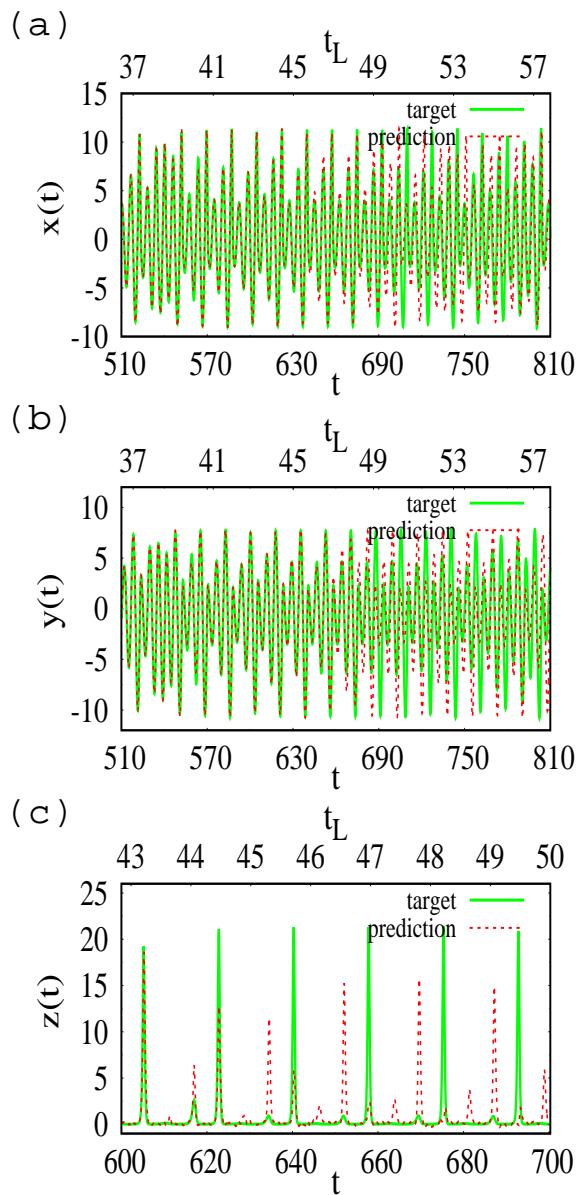 (a)
t_L
37 41 45 49 53 57
15
10
5
0
-5
-10
x(t)
target
prediction
510 570 630 690 750 810
t
(b)
t_L
37 41 45 49 53 57
10
5
0
-5
-10
y(t)
target
prediction
510 570 630 690 750 810
t
(c)
t_L
43 44 45 46 47 48 49 50
25
20
15
10
5
0
z(t)
target
prediction
600 620 640 660 680 700
t